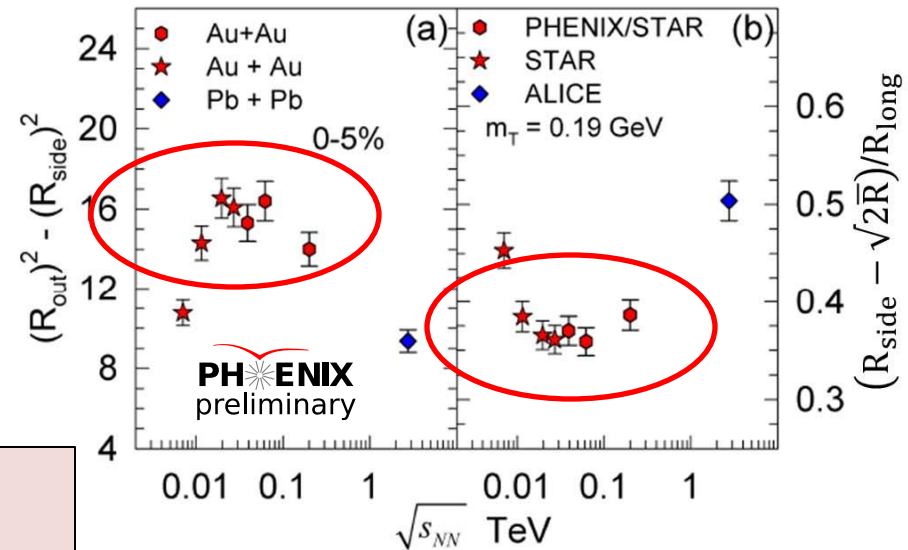 (a)
Au+Au
Au + Au
Pb + Pb
0-5%
(R_out)² - (R_side)²
24
20
16
12
8
4
PH ENIX
preliminary
0.01 0.1 1
(b)
PHENIX/STAR
STAR
ALICE
m_T = 0.19 GeV
0.6
0.5
0.4
0.3
(R_side − √2R̅)/R_long
0.01 0.1 1
√s_NN TeV